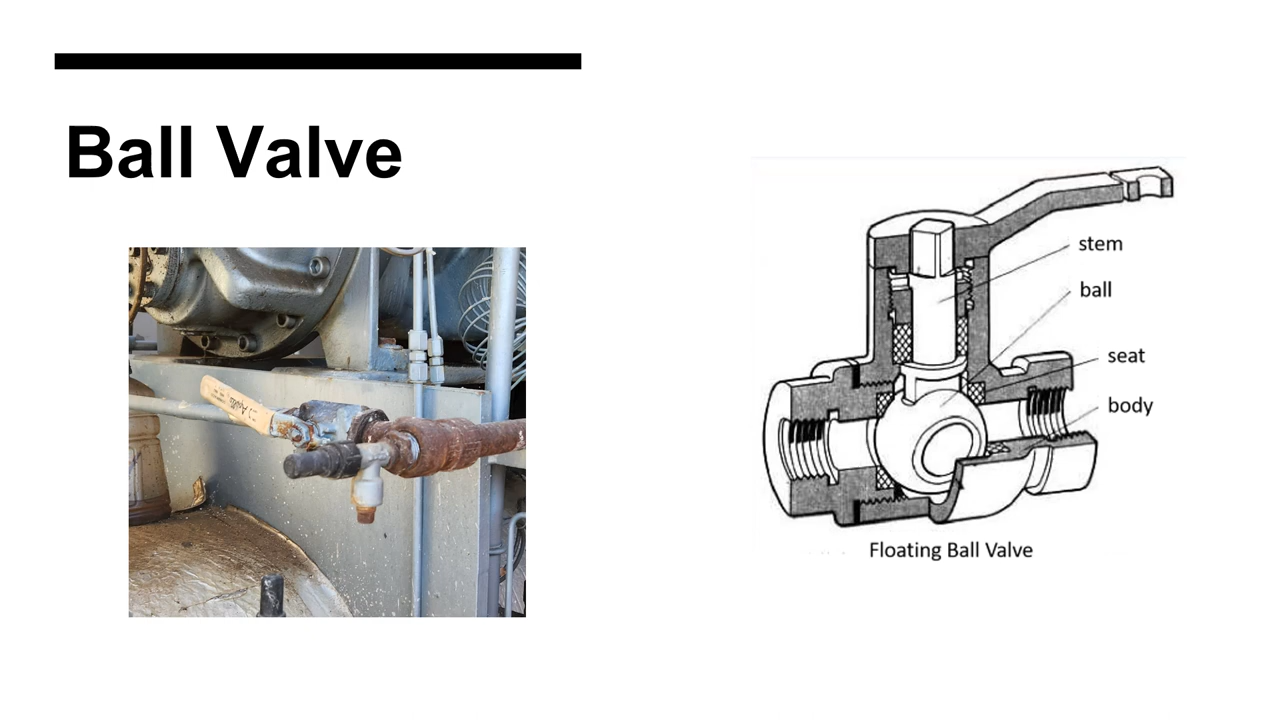 Ball Valve
stem
ball
seat
body
Floating Ball Valve